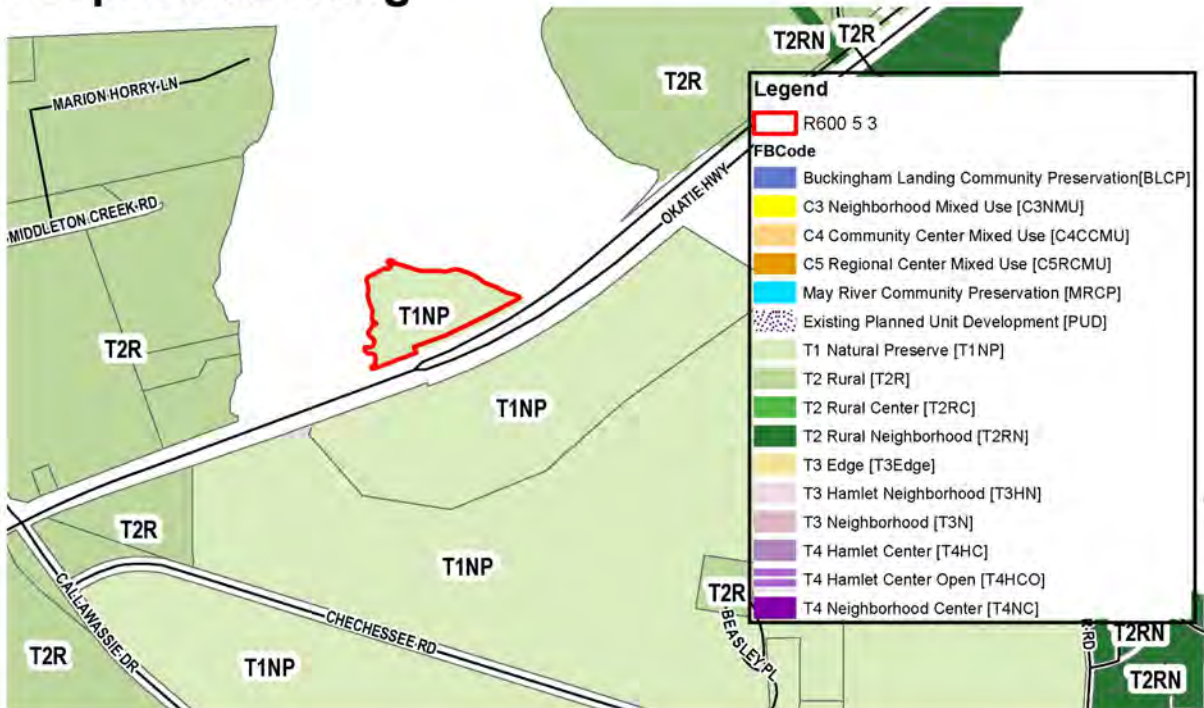 T2RN
T2R
T2R
MARION HORRY LN
MIDDLETON CREEK RD
OKATIE HWY
T1NP
T2R
T1NP
T2R
T1NP
CALLAWASSIE DR
CHECHESSEE RD
T2R
BEASLEY PL
T2R
T1NP
RD
T2RN
T2RN
Legend
R600 5 3
FBCode
Buckingham Landing Community Preservation[BLCP]
C3 Neighborhood Mixed Use [C3NMU]
C4 Community Center Mixed Use [C4CCMU]
C5 Regional Center Mixed Use [C5RCMU]
May River Community Preservation [MRCP]
Existing Planned Unit Development [PUD]
T1 Natural Preserve [T1NP]
T2 Rural [T2R]
T2 Rural Center [T2RC]
T2 Rural Neighborhood [T2RN]
T3 Edge [T3Edge]
T3 Hamlet Neighborhood [T3HN]
T3 Neighborhood [T3N]
T4 Hamlet Center [T4HC]
T4 Hamlet Center Open [T4HCO]
T4 Neighborhood Center [T4NC]